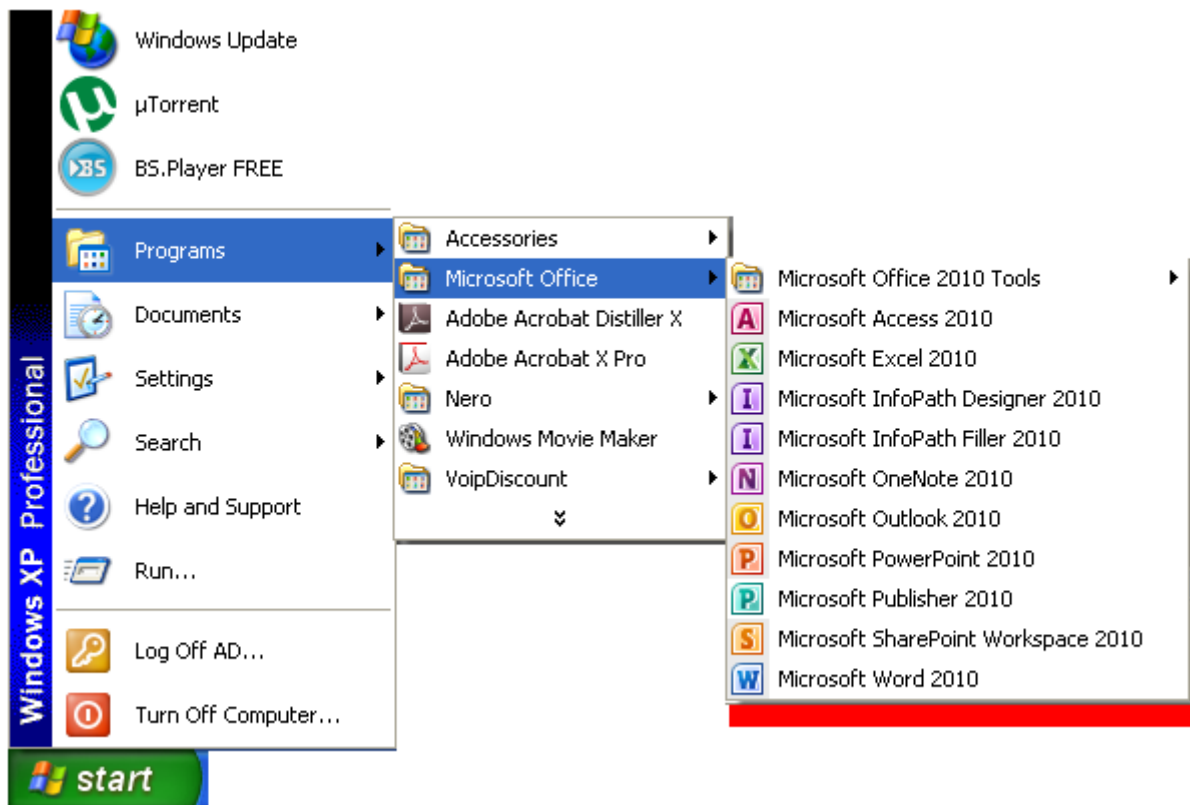 Windows Update
µTorrent
BS.Player FREE
Programs
Documents
Settings
Search
Help and Support
Run...
Log Off AD...
Turn Off Computer...
Windows XP Professional
start
Accessories
Microsoft Office
Adobe Acrobat Distiller X
Adobe Acrobat X Pro
Nero
Windows Movie Maker
VoipDiscount
Microsoft Office 2010 Tools
Microsoft Access 2010
Microsoft Excel 2010
Microsoft InfoPath Designer 2010
Microsoft InfoPath Filler 2010
Microsoft OneNote 2010
Microsoft Outlook 2010
Microsoft PowerPoint 2010
Microsoft Publisher 2010
Microsoft SharePoint Workspace 2010
Microsoft Word 2010